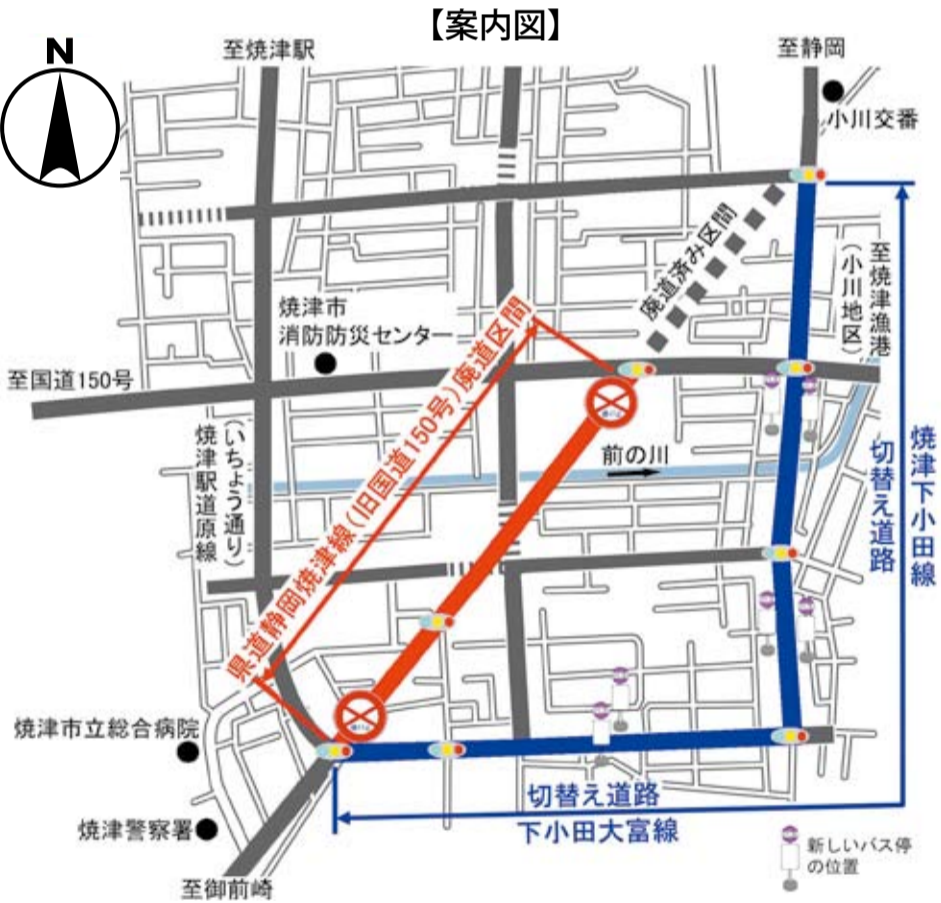 【案内図】
N
至焼津駅
至静岡
小川交番
廃道済み区間
至焼津漁港
(小川地区)
焼津市
消防防災センター
至国道150号
県道静岡焼津線(旧国道150号)廃道区間
前の川
(いちょう通り)
焼津駅道原線
焼津下小田線
切替え道路
焼津市立総合病院
焼津警察署
至御前崎
切替え道路
下小田大富線
新しいバス停
の位置